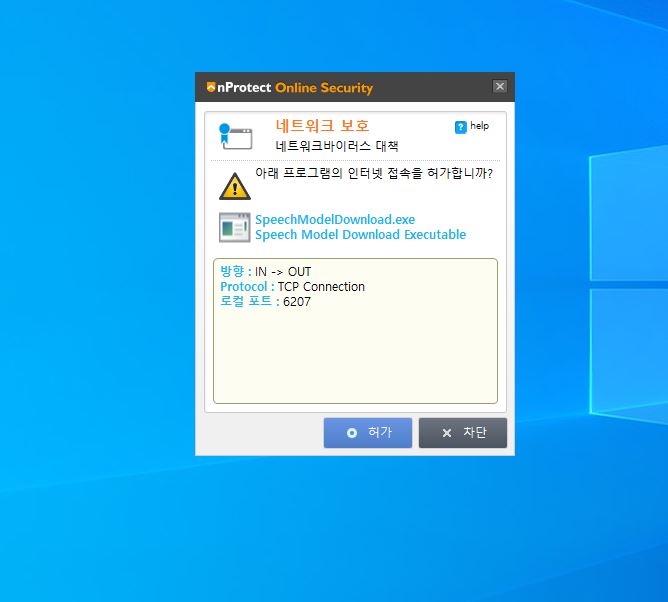 nProtect Online Security
네트워크 보호
help
네트워크바이러스 대책
아래 프로그램의 인터넷 접속을 허가합니까?
SpeechModelDownload.exe
Speech Model Download Executable
방향 : IN -> OUT
Protocol : TCP Connection
로컬 포트 : 6207
허가
차단